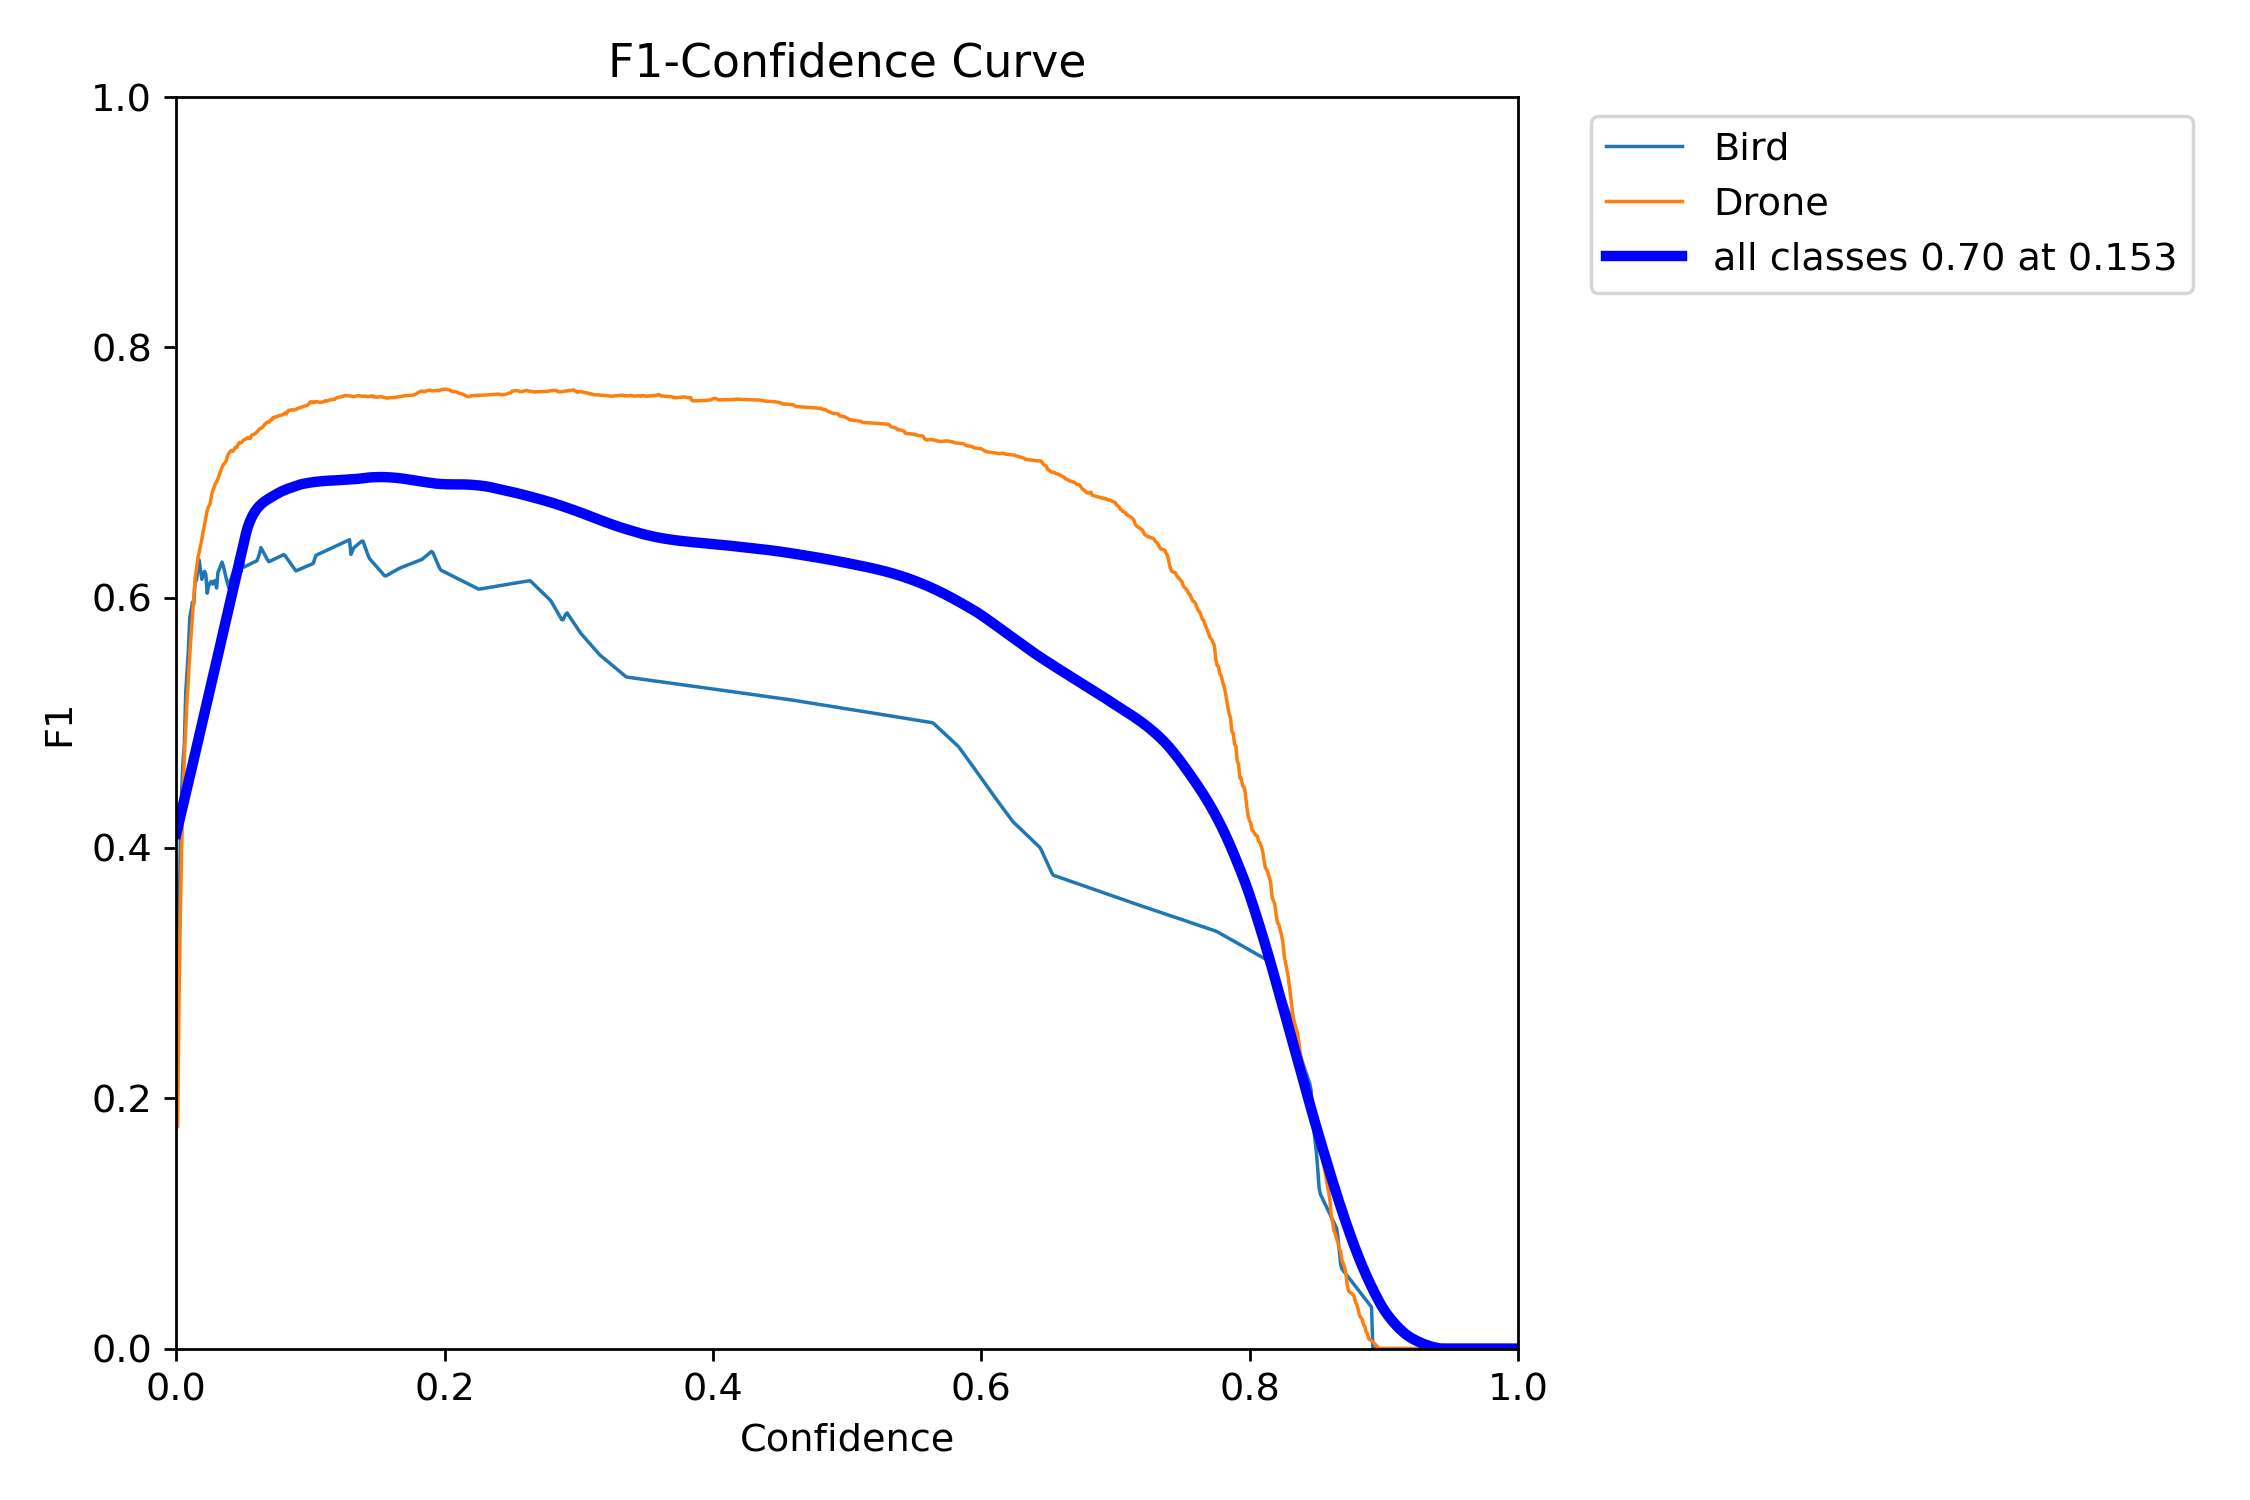 F1-Confidence Curve
1.0
0.8
0.6
0.4
0.2
0.0
F1
0.0 0.2 0.4 0.6 0.8 1.0
Confidence
Bird
Drone
all classes 0.70 at 0.153